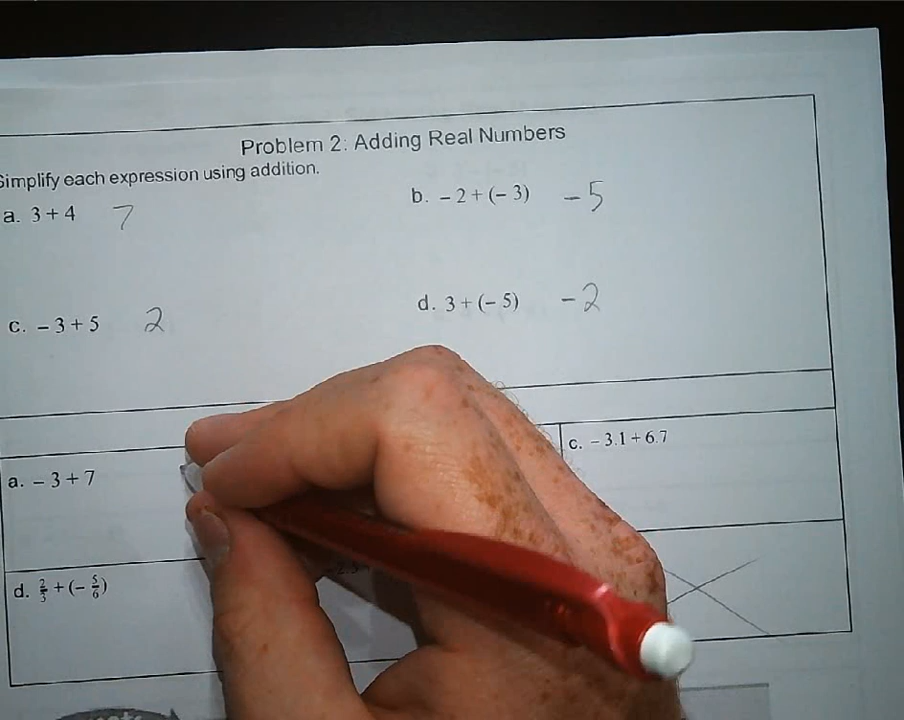 Problem 2: Adding Real Numbers
Simplify each expression using addition.
a. 3 + 4 7
b. – 2 + (– 3) – 5
c. – 3 + 5 2
d. 3 + (– 5) – 2
a. – 3 + 7
c. – 3.1 + 6.7
d. 2/3 + (– 5/6)